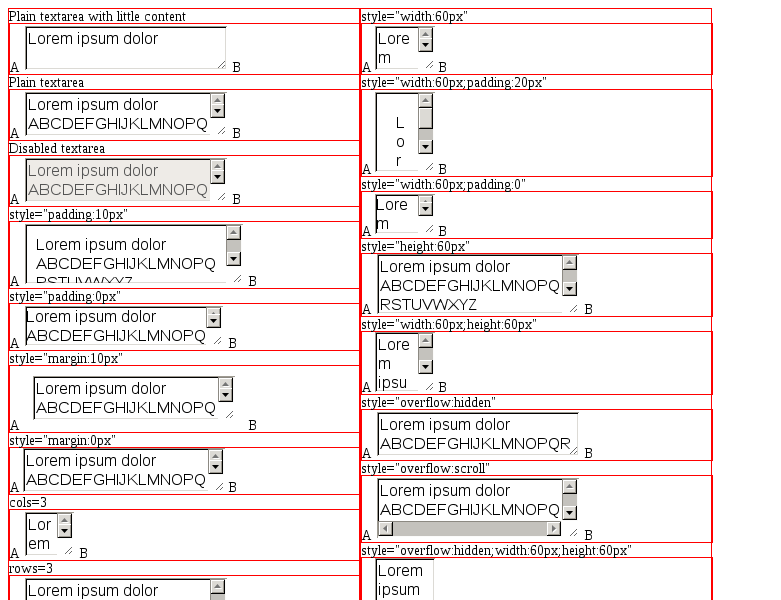 Plain textarea with little content
Lorem ipsum dolor
A B
Plain textarea
Lorem ipsum dolor
ABCDEFGHIJKLMNOPQ
A B
Disabled textarea
Lorem ipsum dolor
ABCDEFGHIJKLMNOPQ
A B
style="padding:10px"
Lorem ipsum dolor
ABCDEFGHIJKLMNOPQ
RSTUVWXYZ
A B
style="padding:0px"
Lorem ipsum dolor
ABCDEFGHIJKLMNOPQ
A B
style="margin:10px"
Lorem ipsum dolor
ABCDEFGHIJKLMNOPQ
A B
style="margin:0px"
Lorem ipsum dolor
ABCDEFGHIJKLMNOPQ
A B
cols=3
Lor
em
A B
rows=3
Lorem ipsum dolor
style="width:60px"
Lore
m
A B
style="width:60px;padding:20px"
L
o
r
A B
style="width:60px;padding:0"
Lore
m
A B
style="height:60px"
Lorem ipsum dolor
ABCDEFGHIJKLMNOPQ
RSTUVWXYZ
A B
style="width:60px;height:60px"
Lore
m
ipsu
A B
style="overflow:hidden"
Lorem ipsum dolor
ABCDEFGHIJKLMNOPQR
A B
style="overflow:scroll"
Lorem ipsum dolor
ABCDEFGHIJKLMNOPQ
A B
style="overflow:hidden;width:60px;height:60px"
Lorem
ipsum